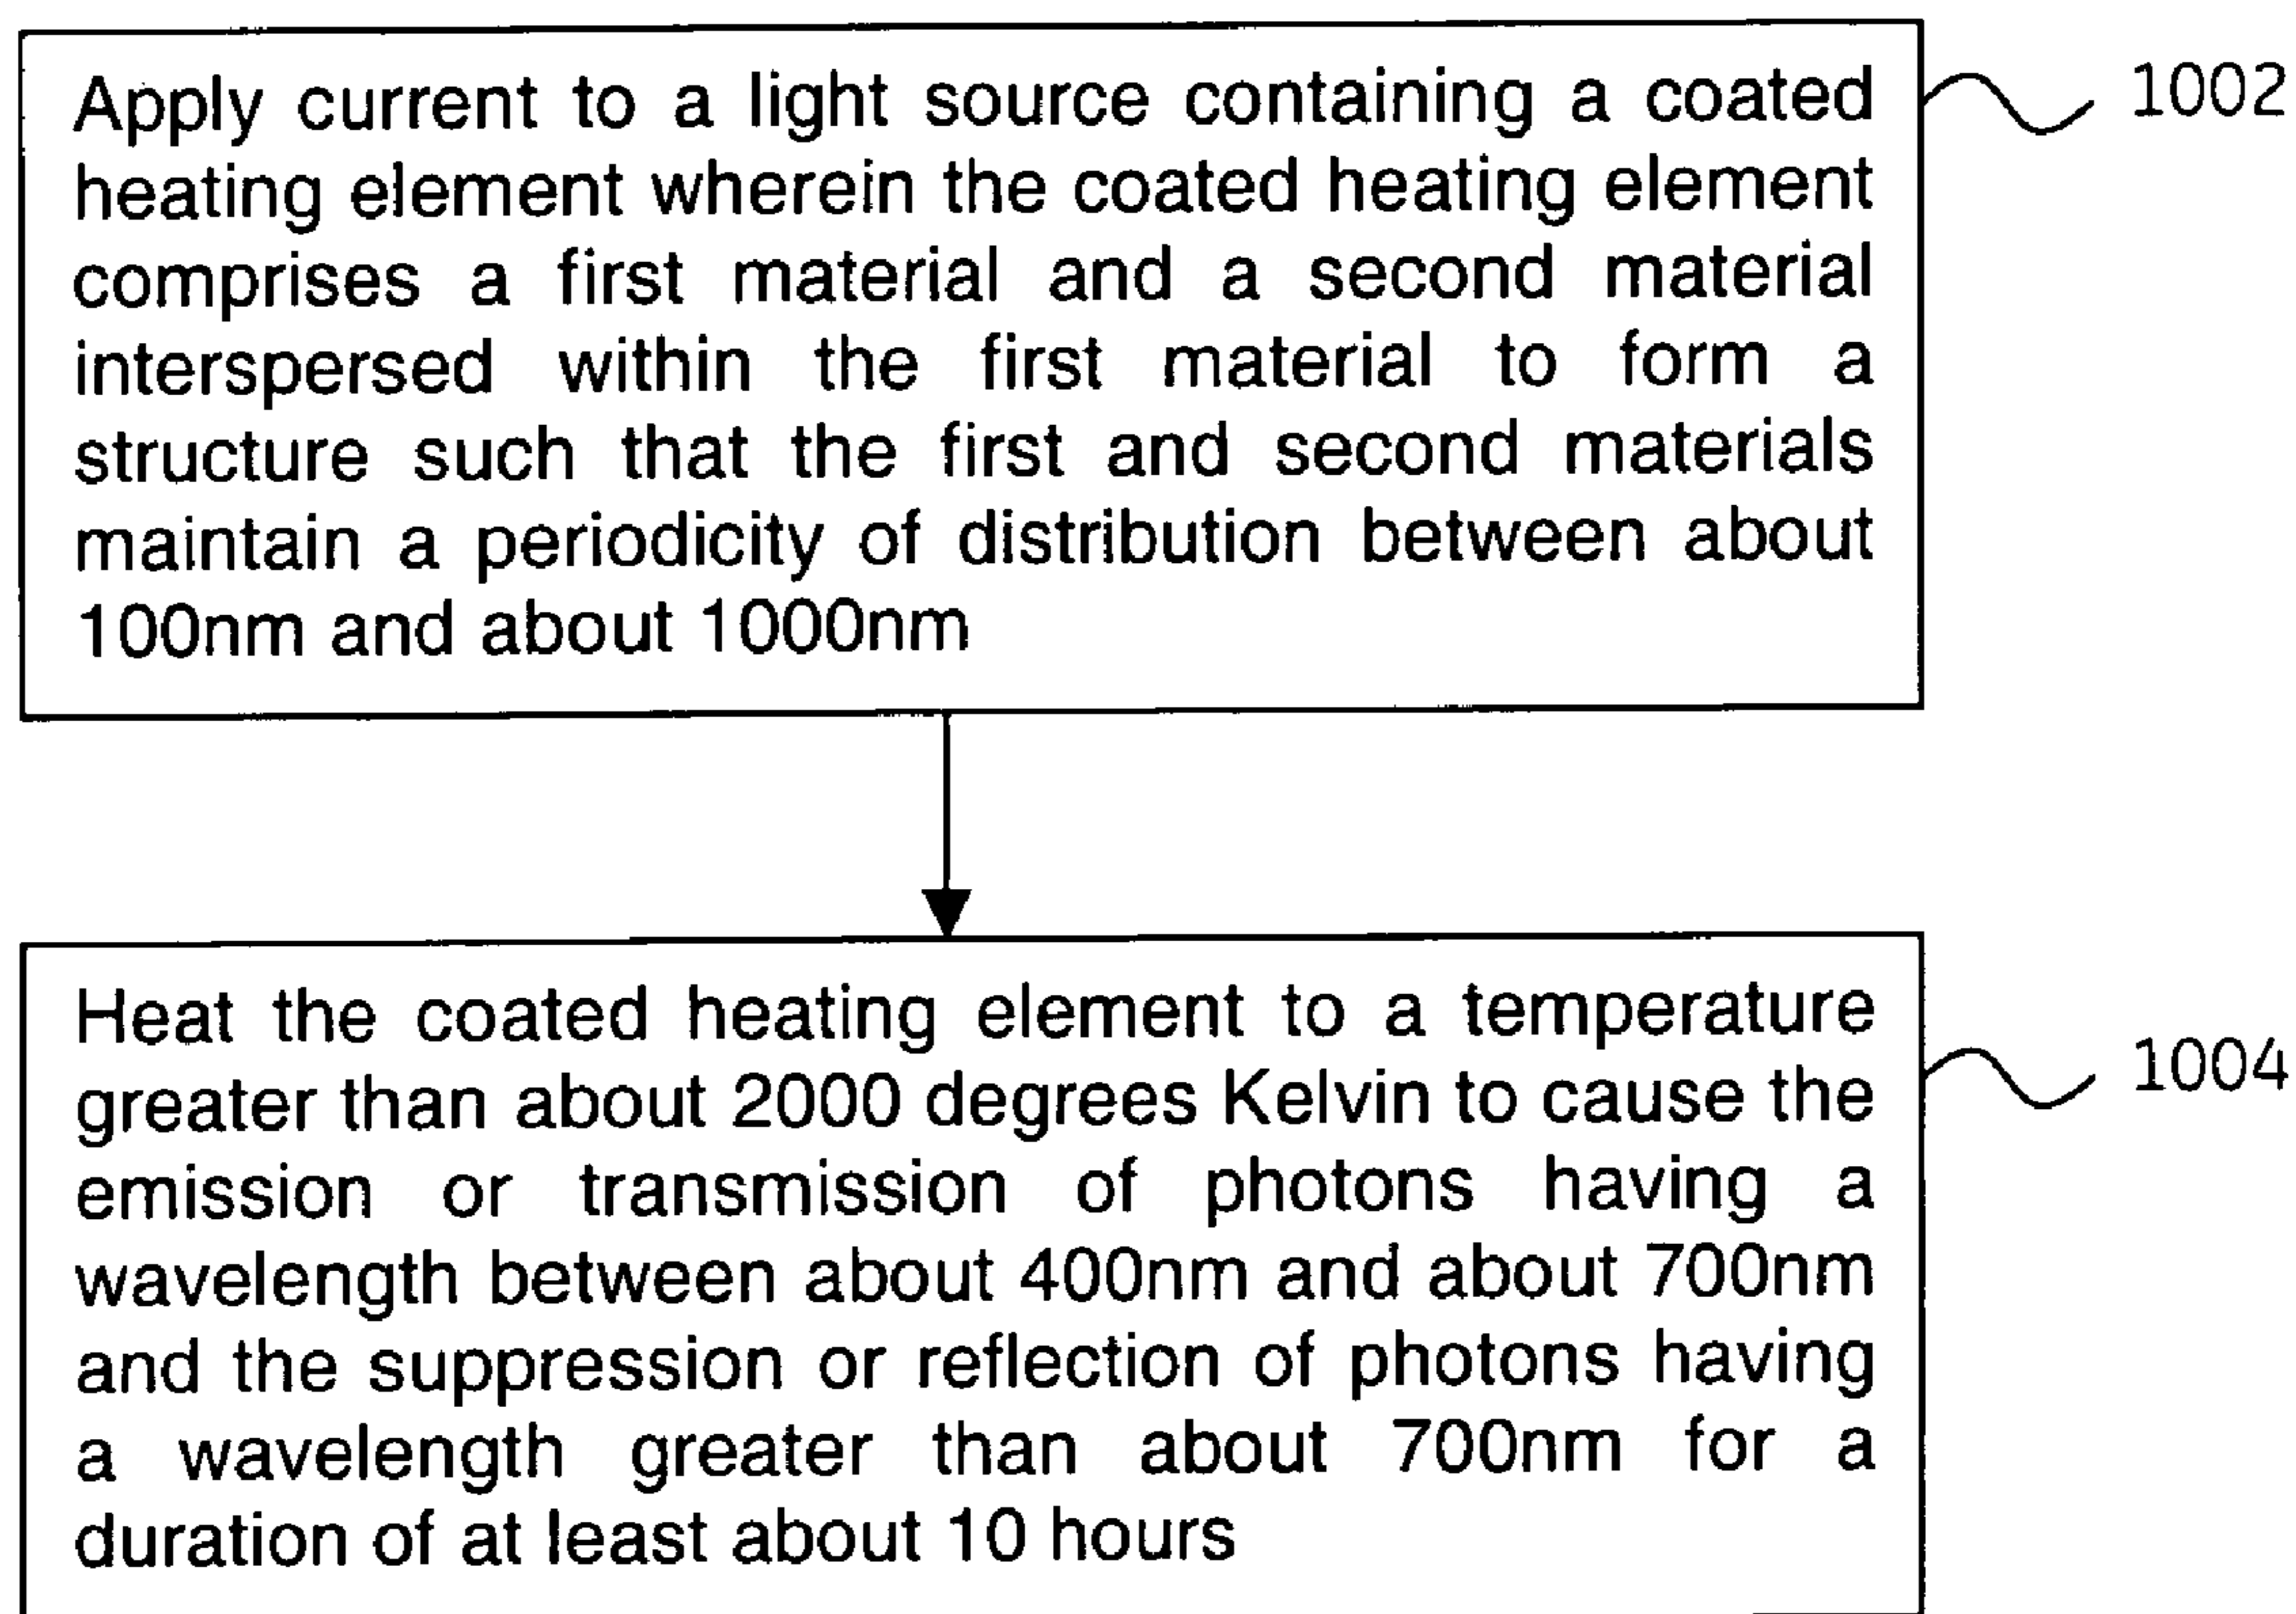 Apply current to a light source containing a coated
heating element wherein the coated heating element
comprises a first material and a second material
interspersed within the first material to form a
structure such that the first and second materials
maintain a periodicity of distribution between about
100nm and about 1000nm
1002
Heat the coated heating element to a temperature
greater than about 2000 degrees Kelvin to cause the
emission or transmission of photons having a
wavelength between about 400nm and about 700nm
and the suppression or reflection of photons having
a wavelength greater than about 700nm for a
duration of at least about 10 hours
1004